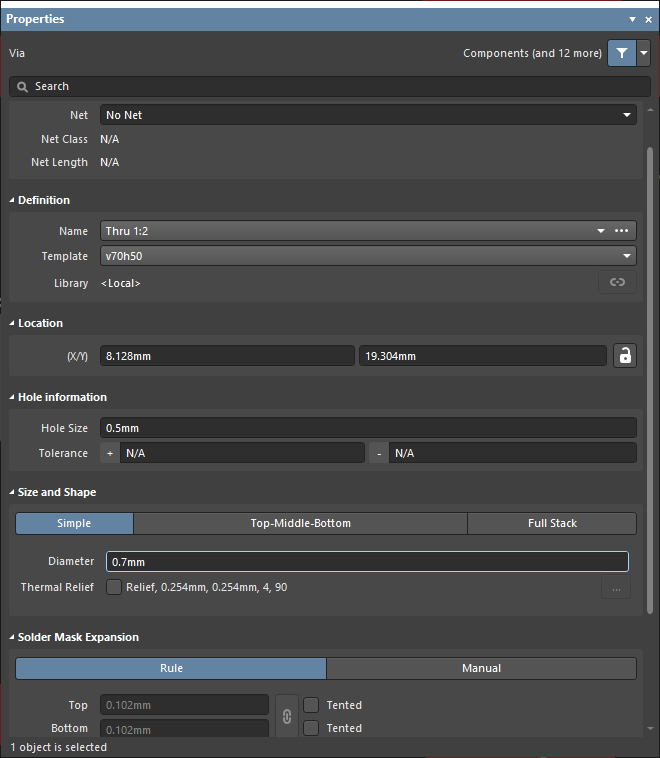 Properties
Via Components (and 12 more)
Search
Net No Net
Net Class N/A
Net Length N/A
Definition
Name Thru 1:2
Template v70h50
Library <Local>
Location
(X/Y) 8.128mm 19.304mm
Hole information
Hole Size 0.5mm
Tolerance + N/A - N/A
Size and Shape
Simple Top-Middle-Bottom Full Stack
Diameter 0.7mm
Thermal Relief Relief, 0.254mm, 0.254mm, 4, 90 ...
Solder Mask Expansion
Rule Manual
Top 0.102mm Tented
Bottom 0.102mm Tented
1 object is selected